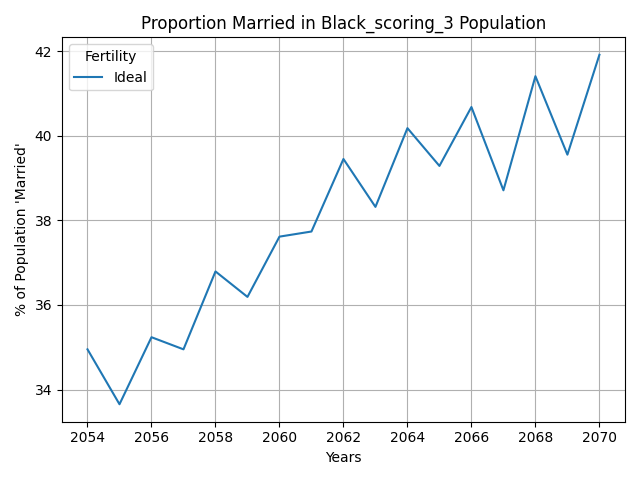 Proportion Married in Black_scoring_3 Population
Fertility
Ideal
% of Population 'Married'
42
40
38
36
34
2054 2056 2058 2060 2062 2064 2066 2068 2070
Years